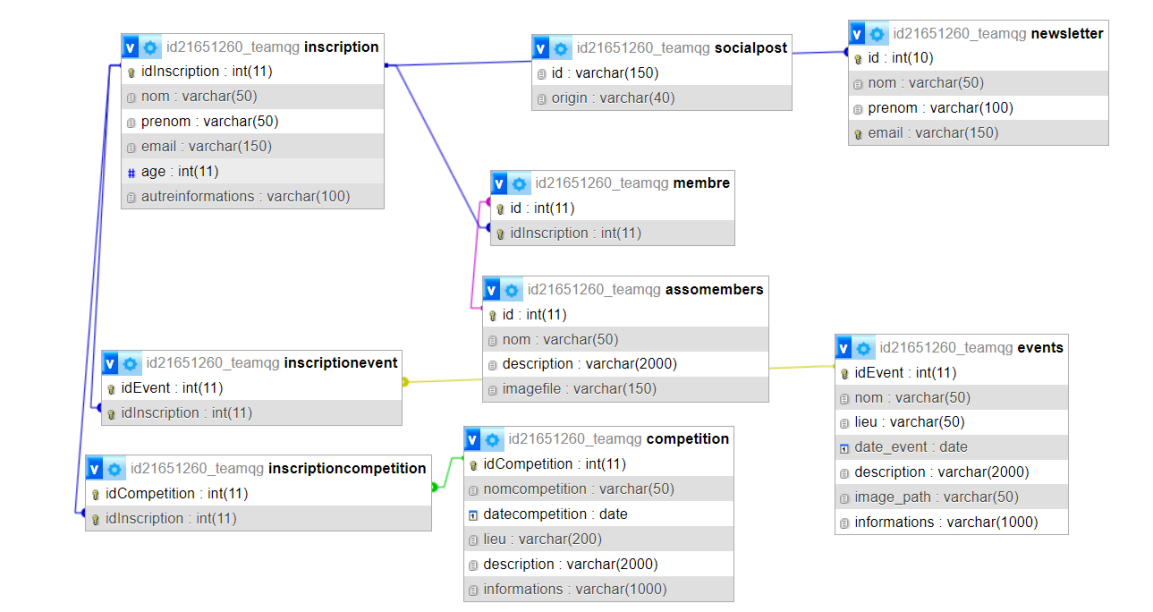 v id21651260_teamqg inscription
idInscription : int(11)
nom : varchar(50)
prenom : varchar(50)
email : varchar(150)
# age : int(11)
autreinformations : varchar(100)
v id21651260_teamqg socialpost
id : varchar(150)
origin : varchar(40)
v id21651260_teamqg newsletter
id : int(10)
nom : varchar(50)
prenom : varchar(100)
email : varchar(150)
v id21651260_teamqg membre
id : int(11)
idInscription : int(11)
v id21651260_teamqg assomembers
id : int(11)
nom : varchar(50)
description : varchar(2000)
imagefile : varchar(150)
v id21651260_teamqg inscriptionevent
idEvent : int(11)
idInscription : int(11)
v id21651260_teamqg events
idEvent : int(11)
nom : varchar(50)
lieu : varchar(50)
date_event : date
description : varchar(2000)
image_path : varchar(50)
informations : varchar(1000)
v id21651260_teamqg inscriptioncompetition
idCompetition : int(11)
idInscription : int(11)
v id21651260_teamqg competition
idCompetition : int(11)
nomcompetition : varchar(50)
datecompetition : date
lieu : varchar(200)
description : varchar(2000)
informations : varchar(1000)